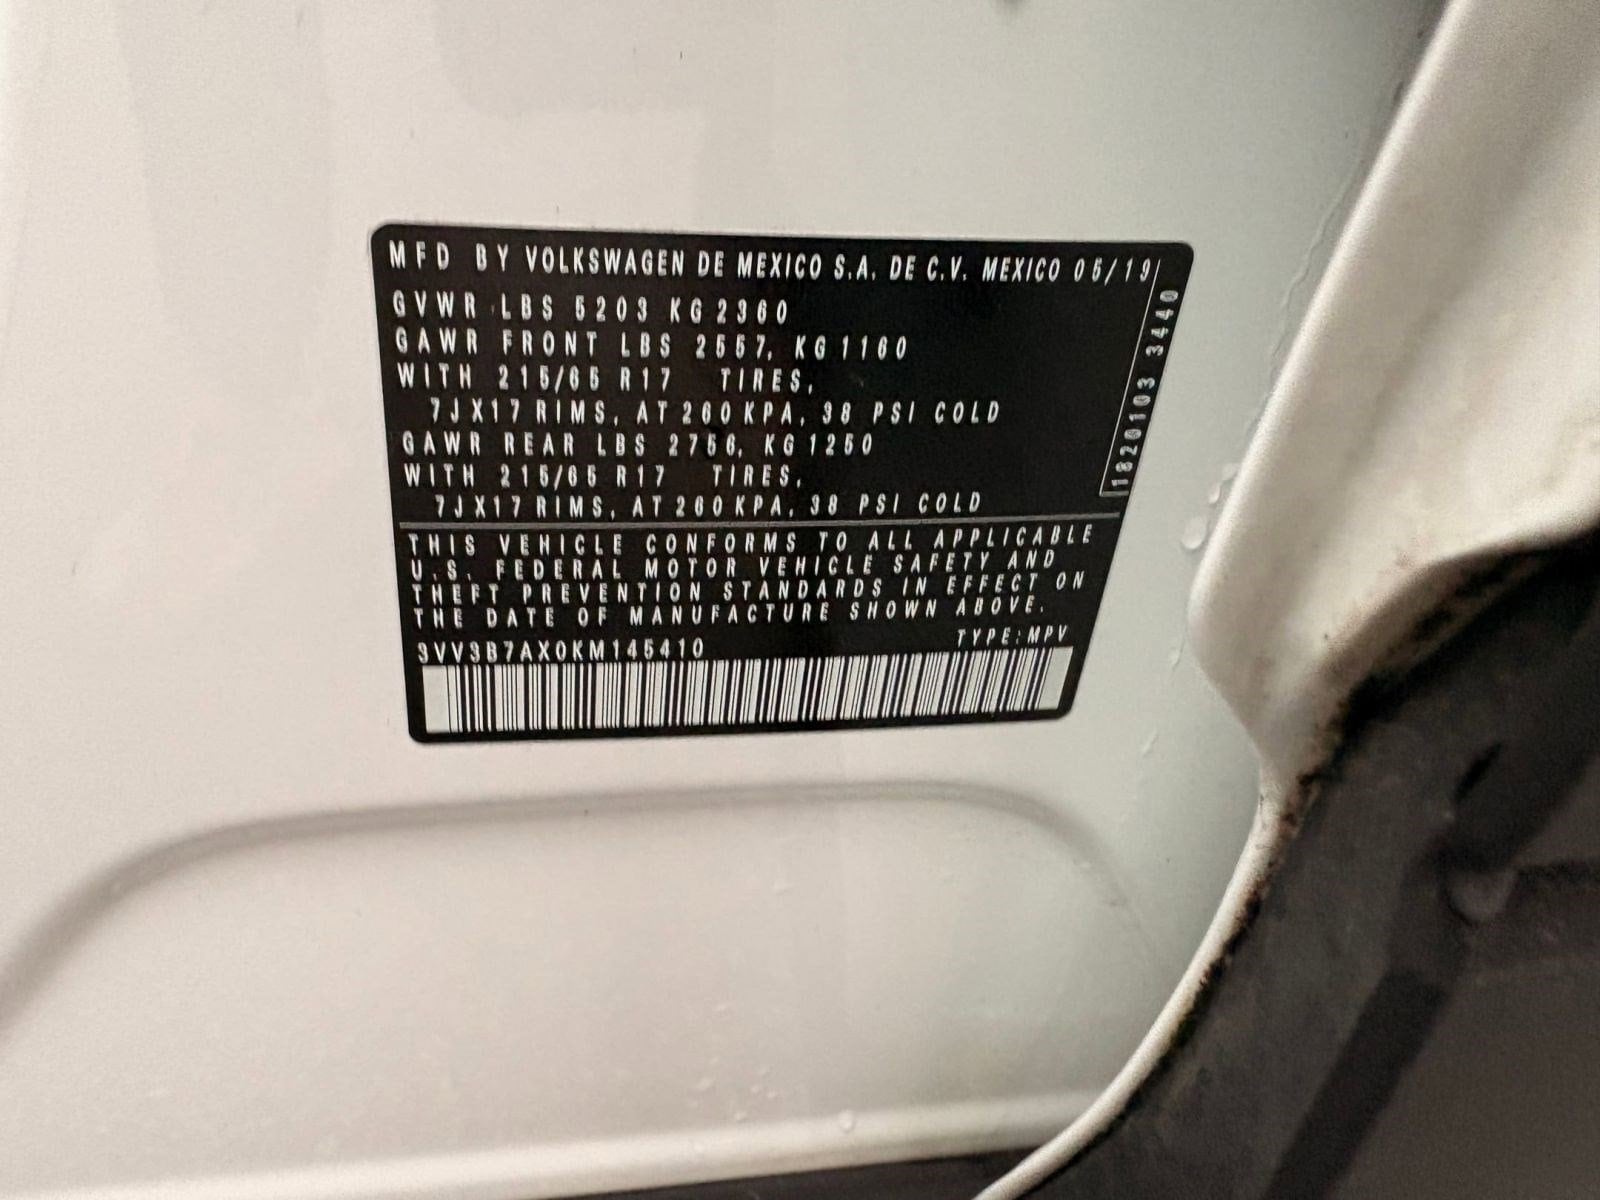 MFD BY VOLKSWAGEN DE MEXICO S.A. DE C.V. MEXICO 05/19
GVWR LBS 5203 KG 2360
GAWR FRONT LBS 2557, KG 1160
WITH 215/65 R17 TIRES,
7JX17 RIMS, AT 260 KPA, 38 PSI COLD
GAWR REAR LBS 2756, KG 1250
WITH 215/65 R17 TIRES,
7JX17 RIMS, AT 260 KPA, 38 PSI COLD
1820103 3440
THIS VEHICLE CONFORMS TO ALL APPLICABLE
U.S. FEDERAL MOTOR VEHICLE SAFETY AND
THEFT PREVENTION STANDARDS IN EFFECT ON
THE DATE OF MANUFACTURE SHOWN ABOVE.
3VV3B7AX0KM145410 TYPE: MPV